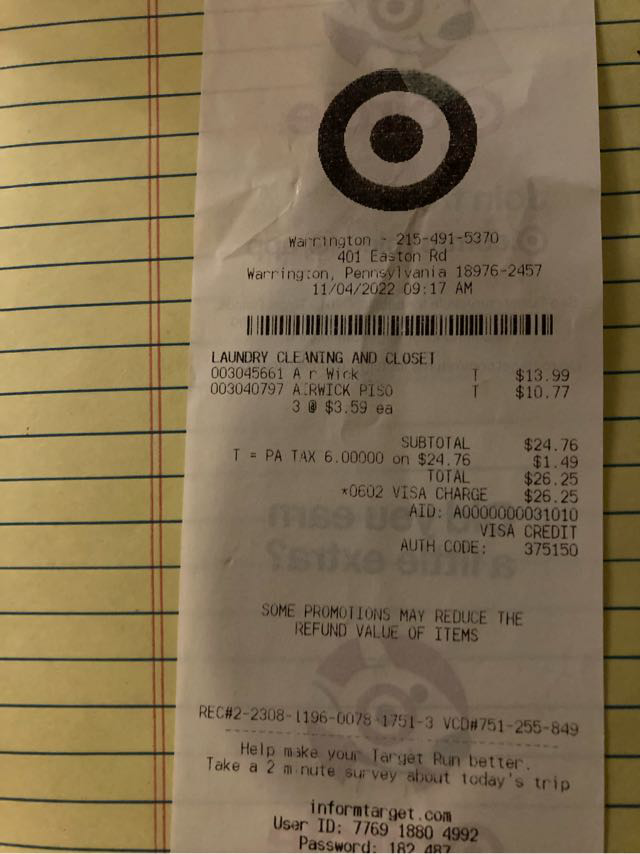 Warrington - 215-491-5370
401 Easton Rd
Warrington, Pennsylvania 18976-2457
11/04/2022 09:17 AM
LAUNDRY CLEANING AND CLOSET
003045661 A r Wick T $13.99
003040797 AIRWICK PISO T $10.77
3 @ $3.59 ea
SUBTOTAL $24.76
T = PA TAX 6.00000 on $24.76 $1.49
TOTAL $26.25
*0602 VISA CHARGE $26.25
AID: A0000000031010
VISA CREDIT
AUTH CODE: 375150
SOME PROMOTIONS MAY REDUCE THE
REFUND VALUE OF ITEMS
REC#2-2308-1196-0078-1751-3 VCD#751-255-849
Help make your Target Run better.
Take a 2 minute survey about today's trip
informtarget.com
User ID: 7769 1880 4992
Password: 182 487